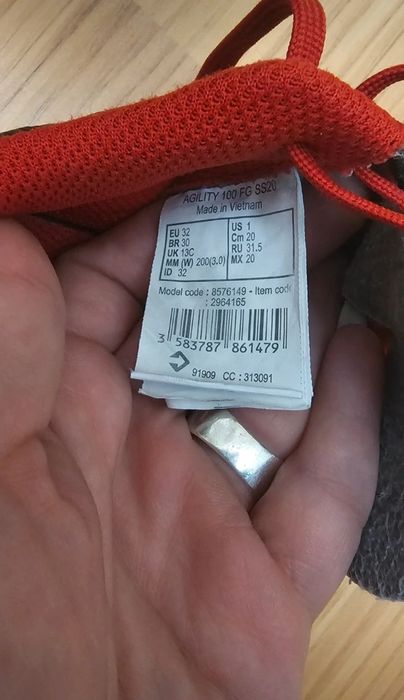 AGILITY 100 FG SS20
Made in Vietnam
EU 32 US 1
BR 30 Cm 20
UK 13C RU 31.5
MM (W) 200(3.0) MX 20
ID 32
Model code : 8576149 - Item code
: 2964165
3 583787 861479
91909 CC : 313091